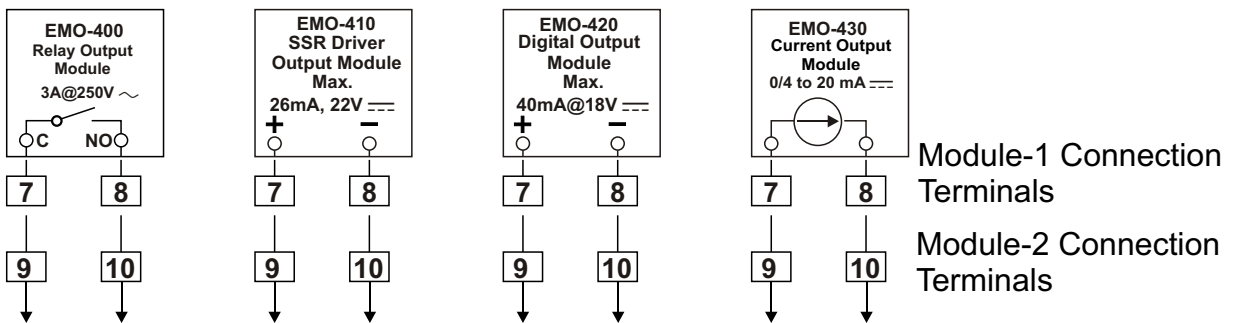 EMO-400
Relay Output
Module
3A@250V ~
C NO
7 8
9 10
EMO-410
SSR Driver
Output Module
Max.
26mA, 22V ⎓
+ −
7 8
9 10
EMO-420
Digital Output
Module
Max.
40mA@18V ⎓
+ −
7 8
9 10
EMO-430
Current Output
Module
0/4 to 20 mA ⎓
7 8
9 10
Module-1 Connection
Terminals
Module-2 Connection
Terminals